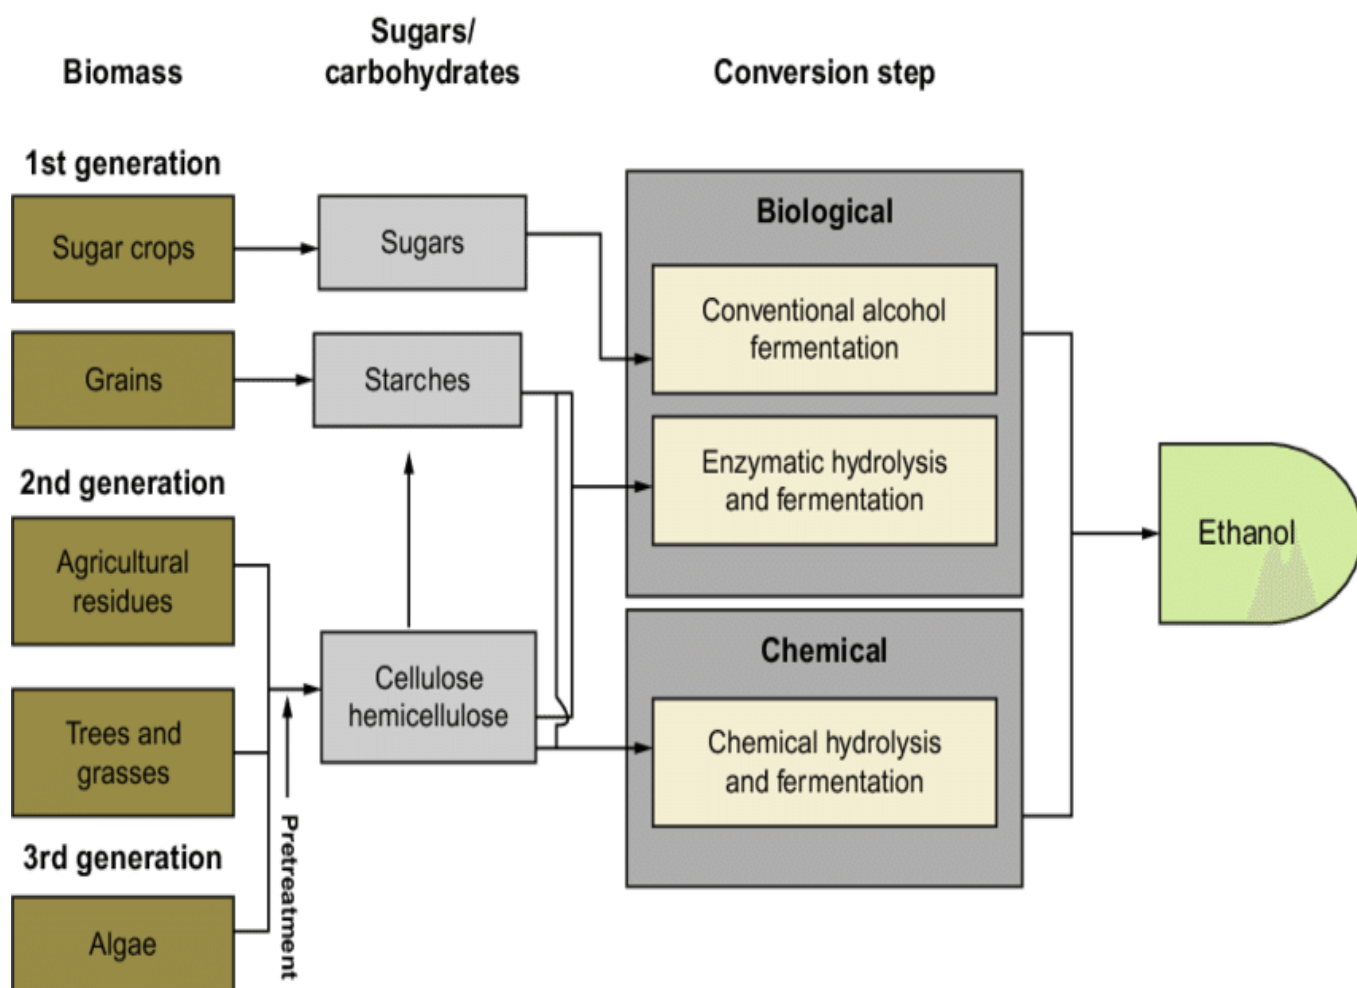 Biomass
Sugars/
carbohydrates
Conversion step
1st generation
Sugar crops
Sugars
Biological
Conventional alcohol
fermentation
Grains
Starches
Enzymatic hydrolysis
and fermentation
2nd generation
Agricultural
residues
Ethanol
Trees and
grasses
Cellulose
hemicellulose
Chemical
Chemical hydrolysis
and fermentation
Pretreatment
3rd generation
Algae